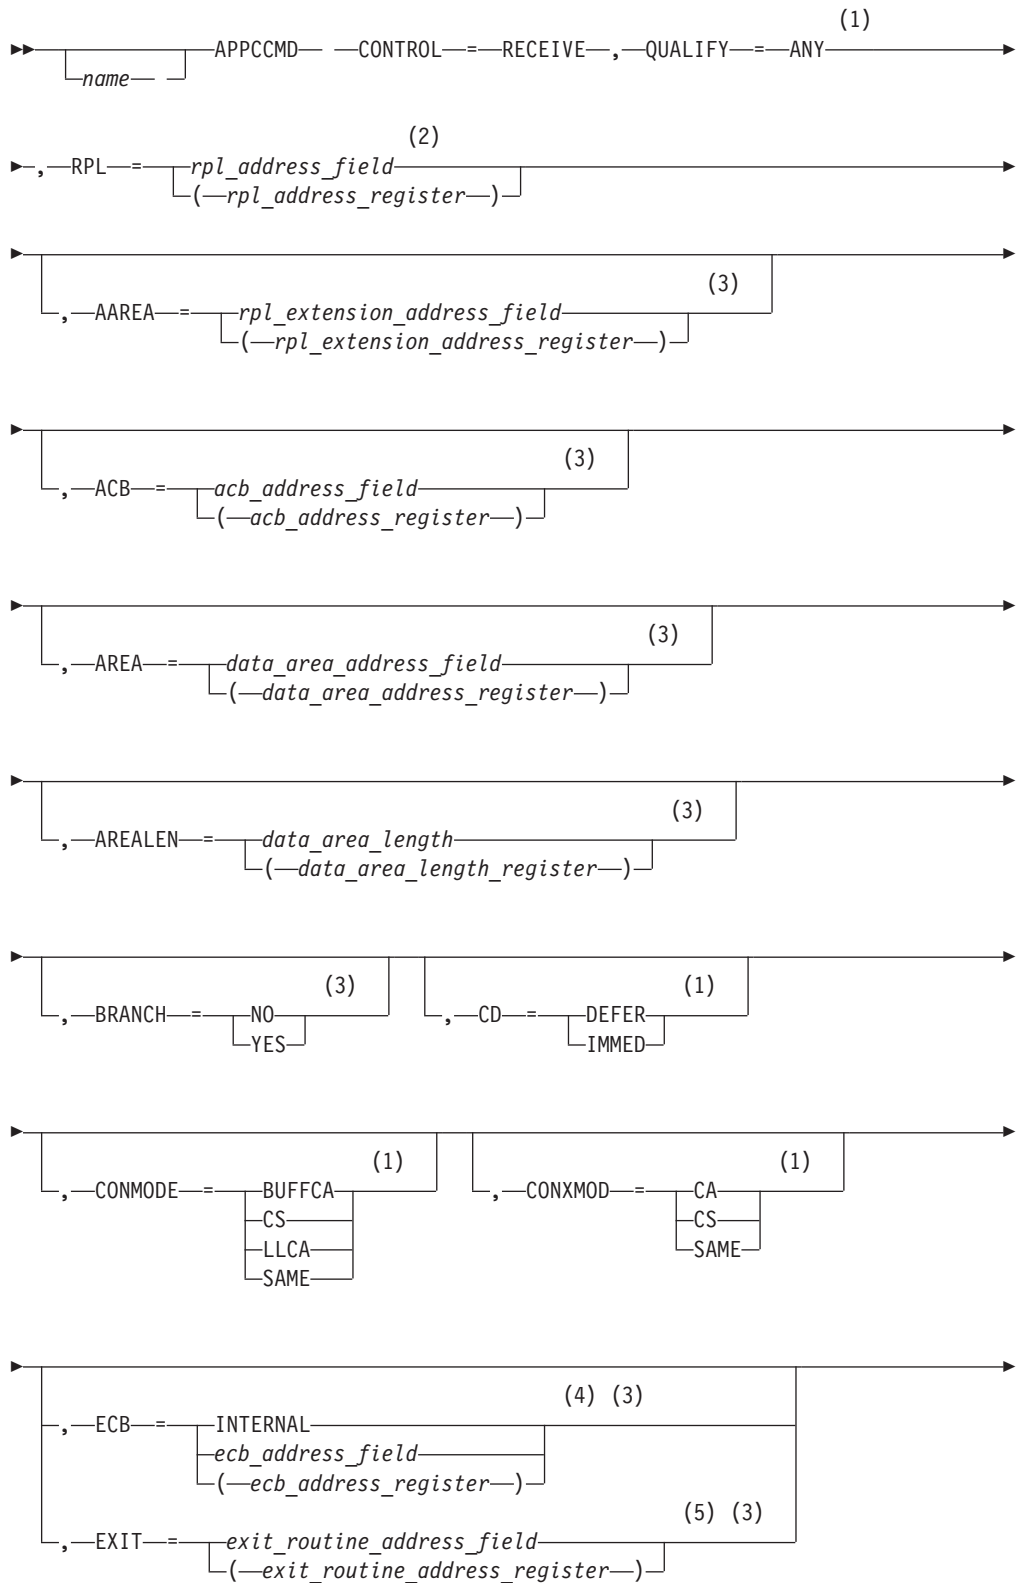 (1)
APPCCMD CONTROL=RECEIVE,QUALIFY=ANY
name
(2)
,RPL=rpl_address_field
(rpl_address_register)
(3)
,AAREA=rpl_extension_address_field
(rpl_extension_address_register)
(3)
,ACB=acb_address_field
(acb_address_register)
(3)
,AREA=data_area_address_field
(data_area_address_register)
(3)
,AREALEN=data_area_length
(data_area_length_register)
(3) (1)
,BRANCH=NO ,CD=DEFER
YES IMMED
(1) (1)
,CONMODE=BUFFCA ,CONXMOD=CA
CS CS
LLCA SAME
SAME
(4) (3)
,ECB=INTERNAL
ecb_address_field
(ecb_address_register)
(5) (3)
,EXIT=exit_routine_address_field
(exit_routine_address_register)